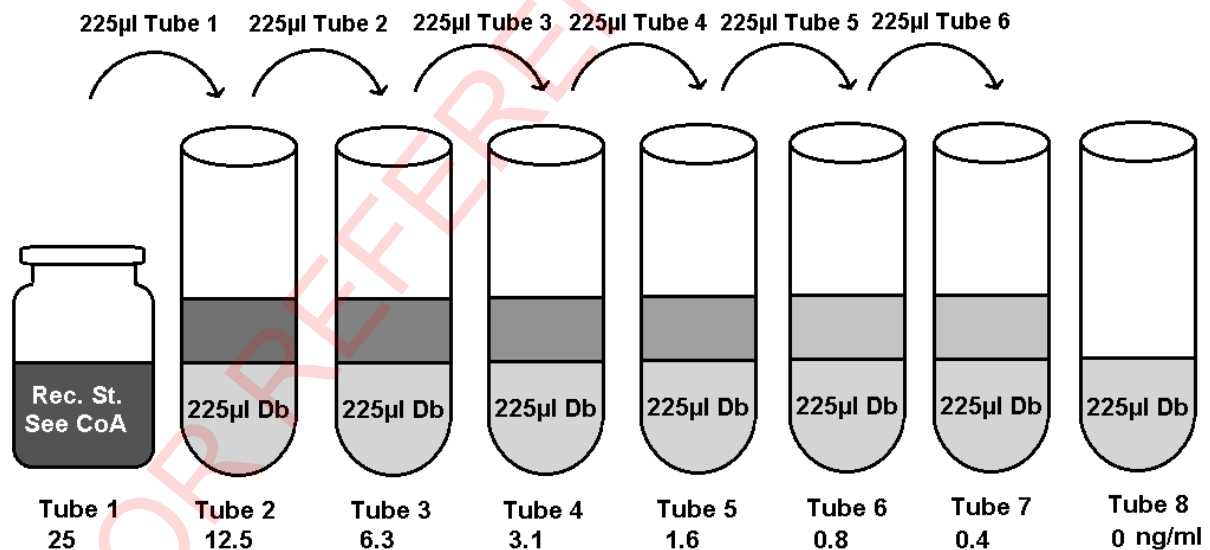 225µl Tube 1 225µl Tube 2 225µl Tube 3 225µl Tube 4 225µl Tube 5 225µl Tube 6
Rec. St.
See CoA
225µl Db 225µl Db 225µl Db 225µl Db 225µl Db 225µl Db 225µl Db
Tube 1 Tube 2 Tube 3 Tube 4 Tube 5 Tube 6 Tube 7 Tube 8
25 12.5 6.3 3.1 1.6 0.8 0.4 0 ng/ml
OR REFERE